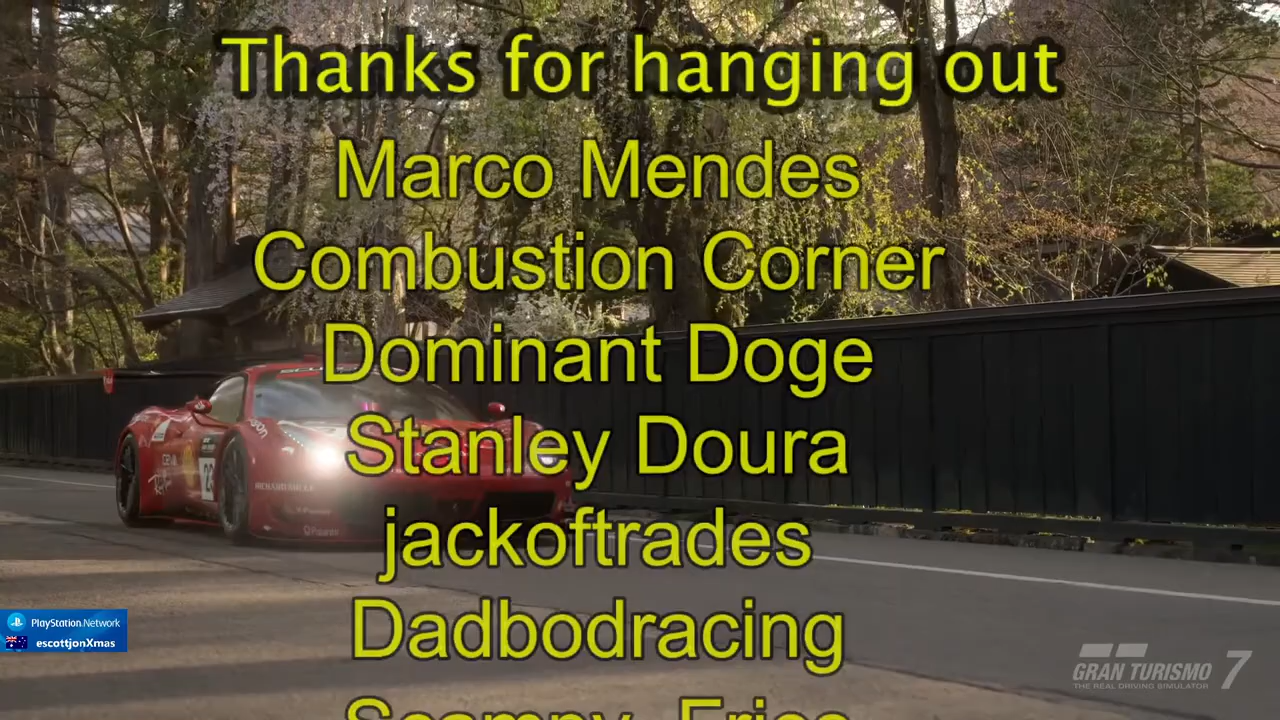 Thanks for hanging out
Marco Mendes
Combustion Corner
Dominant Doge
Stanley Doura
jackoftrades
Dadbodracing
PlayStation Network
escottjonXmas
GRAN TURISMO 7
THE REAL DRIVING SIMULATOR